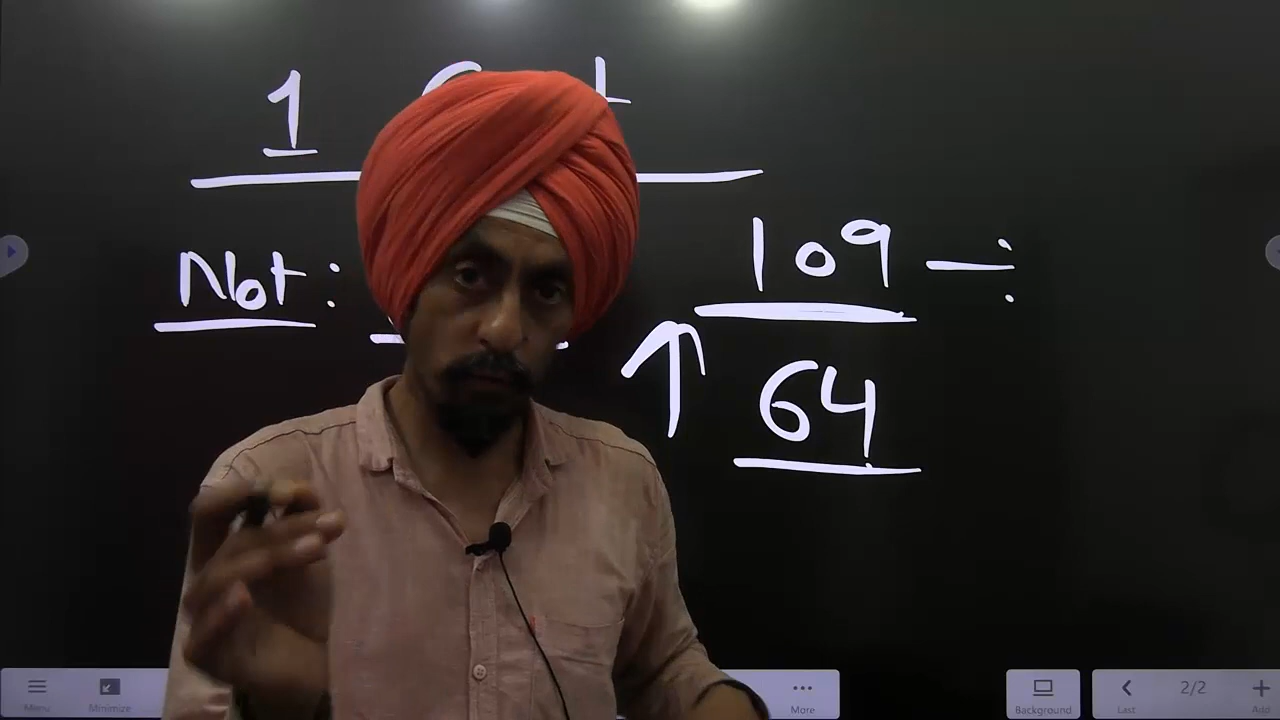 1
Not:
109 - :
64
Menu
Minimize
More
Background
Last
2/2
Add